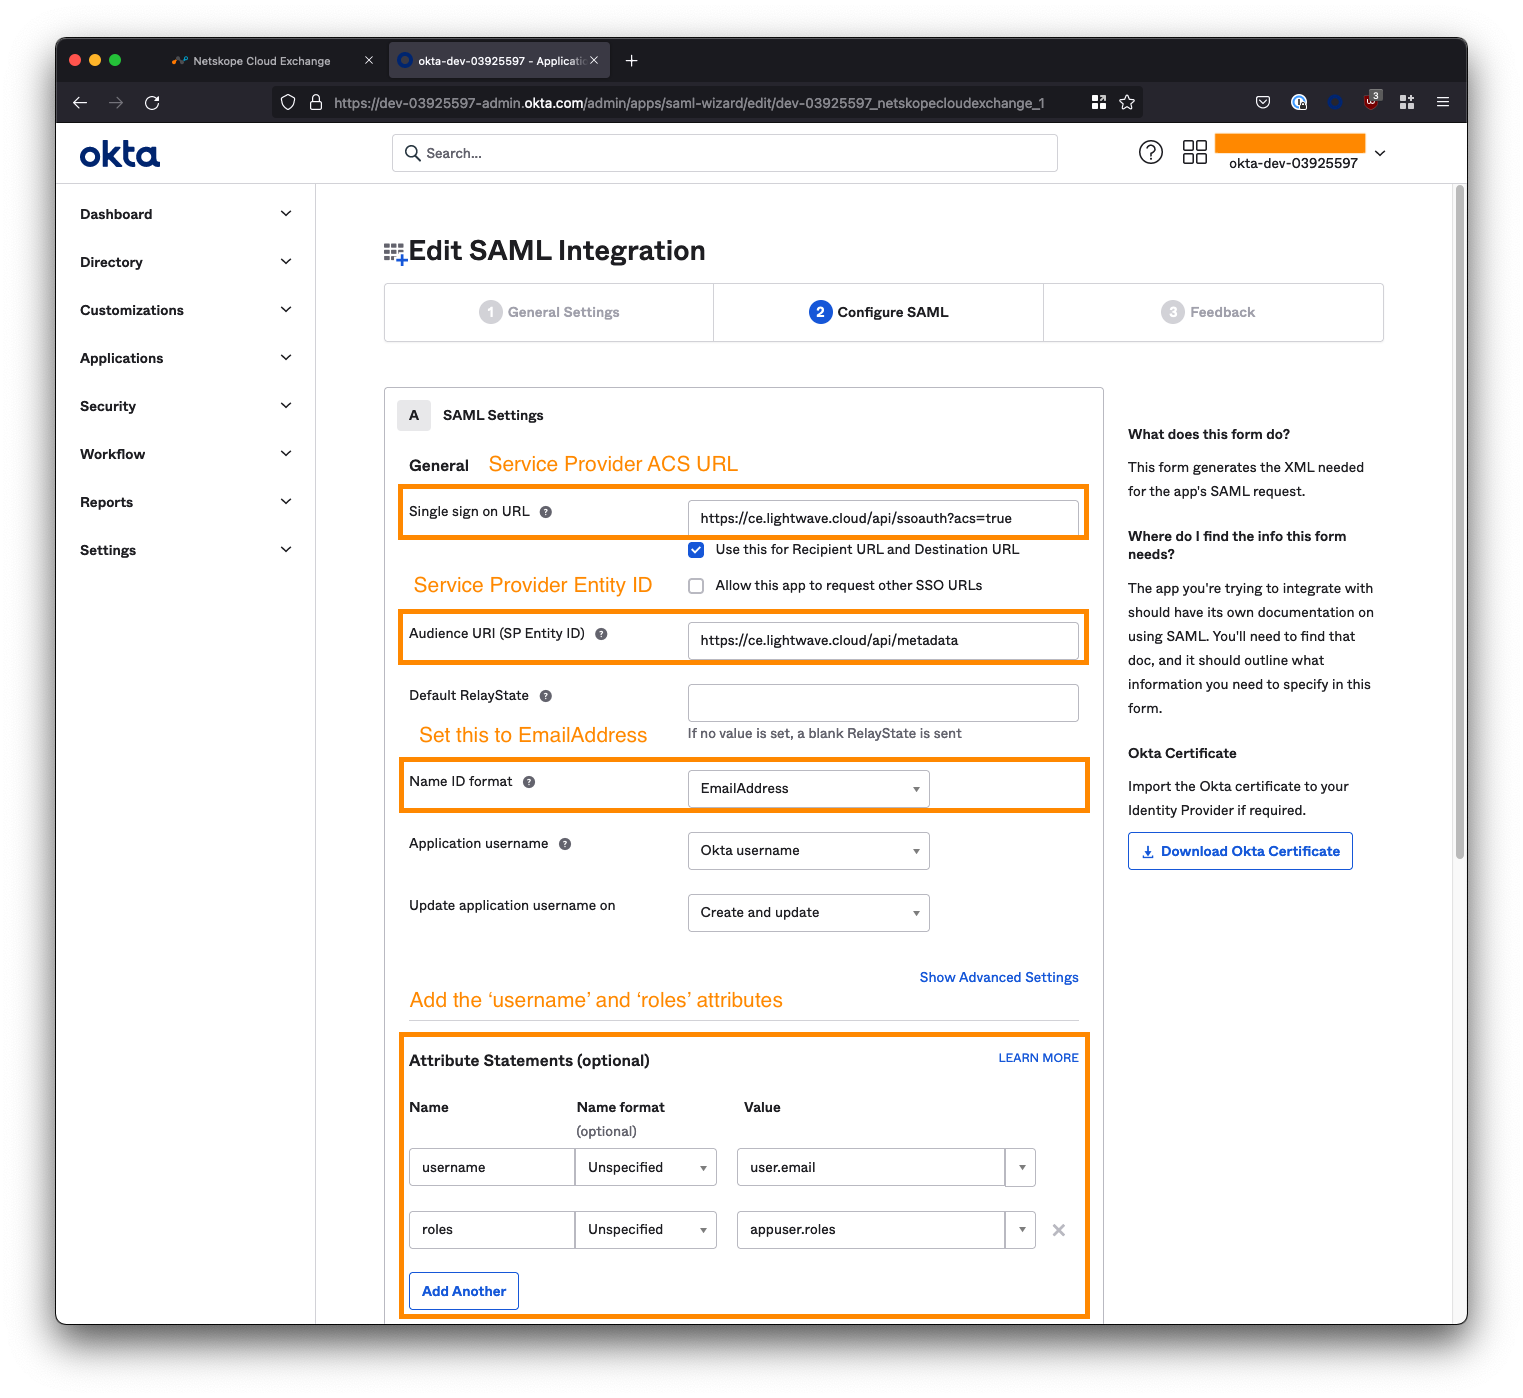 Netskope Cloud Exchange
okta-dev-03925597 - Applicatic
https://dev-03925597-admin.okta.com/admin/apps/saml-wizard/edit/dev-03925597_netskopecloudexchange_1
3
okta
Search...
okta-dev-03925597
Dashboard
Directory
Customizations
Applications
Security
Workflow
Reports
Settings
Edit SAML Integration
1 General Settings
2 Configure SAML
3 Feedback
A SAML Settings
General Service Provider ACS URL
Single sign on URL ?
https://ce.lightwave.cloud/api/ssoauth?acs=true
Use this for Recipient URL and Destination URL
Service Provider Entity ID
Allow this app to request other SSO URLs
Audience URI (SP Entity ID) ?
https://ce.lightwave.cloud/api/metadata
Default RelayState ?
If no value is set, a blank RelayState is sent
Set this to EmailAddress
Name ID format ?
EmailAddress
Application username ?
Okta username
Update application username on
Create and update
Show Advanced Settings
Add the ‘username’ and ‘roles’ attributes
Attribute Statements (optional)
LEARN MORE
Name
Name format
(optional)
Value
username
Unspecified
user.email
roles
Unspecified
appuser.roles
Add Another
What does this form do?
This form generates the XML needed
for the app's SAML request.
Where do I find the info this form
needs?
The app you're trying to integrate with
should have its own documentation on
using SAML. You'll need to find that
doc, and it should outline what
information you need to specify in this
form.
Okta Certificate
Import the Okta certificate to your
Identity Provider if required.
Download Okta Certificate